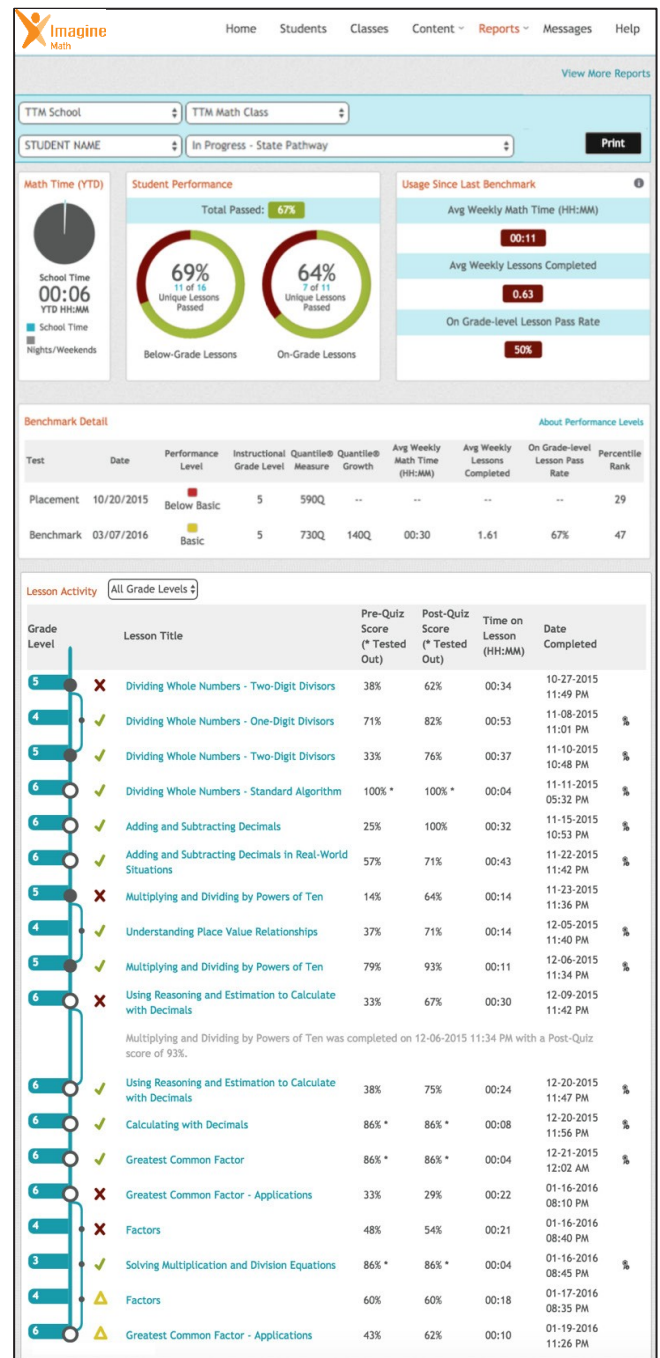 Imagine
Math
Home Students Classes Content Reports Messages Help
View More Reports
TTM School TTM Math Class
STUDENT NAME In Progress - State Pathway Print
Math Time (YTD)
School Time
00:06
YTD HH:MM
School Time
Nights/Weekends
Student Performance
Total Passed: 67%
69%
11 of 16
Unique Lessons
Passed
Below-Grade Lessons
64%
7 of 11
Unique Lessons
Passed
On-Grade Lessons
Usage Since Last Benchmark
Avg Weekly Math Time (HH:MM)
00:11
Avg Weekly Lessons Completed
0.63
On Grade-level Lesson Pass Rate
50%
Benchmark Detail About Performance Levels
Test Date Performance Level Instructional Grade Level Quantile® Measure Quantile® Growth Avg Weekly Math Time (HH:MM) Avg Weekly Lessons Completed On Grade-level Lesson Pass Rate Percentile Rank
Placement 10/20/2015 Below Basic 5 590Q -- -- -- -- 29
Benchmark 03/07/2016 Basic 5 730Q 140Q 00:30 1.61 67% 47
Lesson Activity All Grade Levels
Grade Level Lesson Title Pre-Quiz Score (* Tested Out) Post-Quiz Score (* Tested Out) Time on Lesson (HH:MM) Date Completed
5 Dividing Whole Numbers - Two-Digit Divisors 38% 62% 00:34 10-27-2015 11:49 PM
4 Dividing Whole Numbers - One-Digit Divisors 71% 82% 00:53 11-08-2015 11:01 PM
5 Dividing Whole Numbers - Two-Digit Divisors 33% 76% 00:37 11-10-2015 10:48 PM
6 Dividing Whole Numbers - Standard Algorithm 100% * 100% * 00:04 11-11-2015 05:32 PM
6 Adding and Subtracting Decimals 25% 100% 00:32 11-15-2015 10:53 PM
6 Adding and Subtracting Decimals in Real-World Situations 57% 71% 00:43 11-22-2015 11:42 PM
5 Multiplying and Dividing by Powers of Ten 14% 64% 00:14 11-23-2015 11:36 PM
4 Understanding Place Value Relationships 37% 71% 00:14 12-05-2015 11:40 PM
5 Multiplying and Dividing by Powers of Ten 79% 93% 00:11 12-06-2015 11:34 PM
6 Using Reasoning and Estimation to Calculate with Decimals 33% 67% 00:30 12-09-2015 11:42 PM
Multiplying and Dividing by Powers of Ten was completed on 12-06-2015 11:34 PM with a Post-Quiz
score of 93%.
6 Using Reasoning and Estimation to Calculate with Decimals 38% 75% 00:24 12-20-2015 11:47 PM
6 Calculating with Decimals 86% * 86% * 00:08 12-20-2015 11:56 PM
6 Greatest Common Factor 86% * 86% * 00:04 12-21-2015 12:02 AM
6 Greatest Common Factor - Applications 33% 29% 00:22 01-16-2016 08:10 PM
4 Factors 48% 54% 00:21 01-16-2016 08:40 PM
3 Solving Multiplication and Division Equations 86% * 86% * 00:04 01-16-2016 08:45 PM
4 Factors 60% 60% 00:18 01-17-2016 08:35 PM
6 Greatest Common Factor - Applications 43% 62% 00:10 01-19-2016 11:26 PM